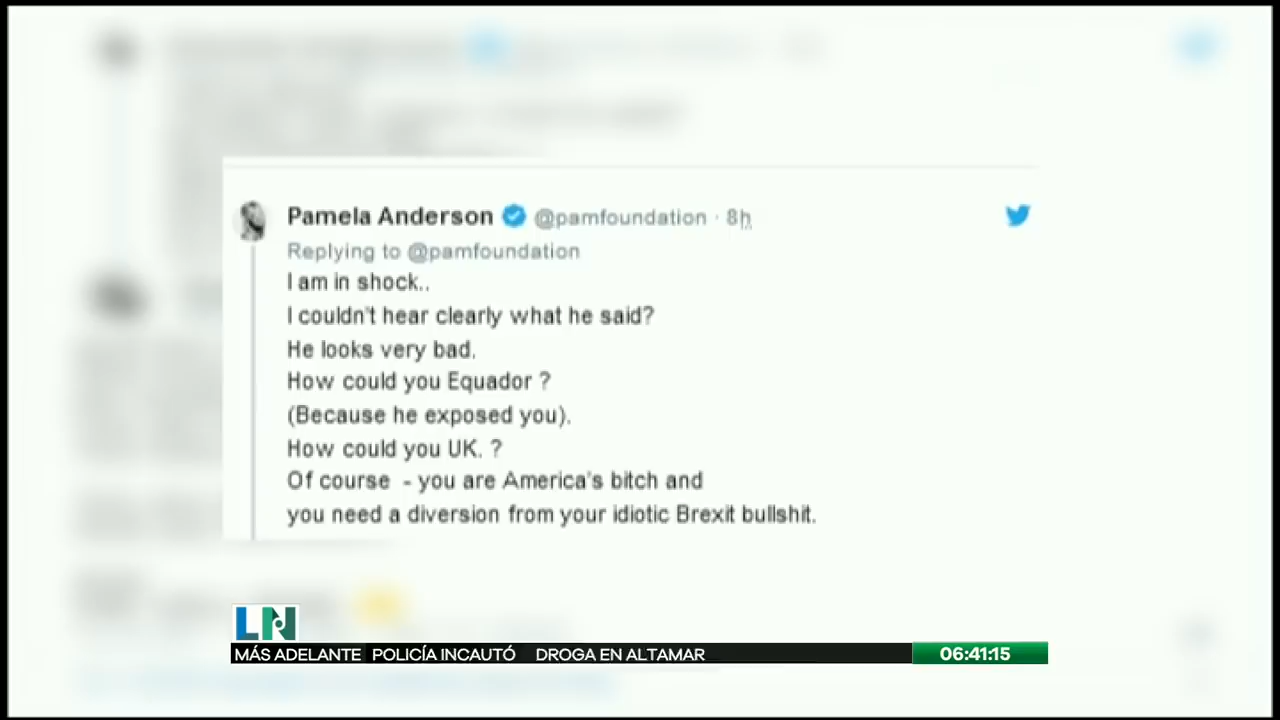 Pamela Anderson @pamfoundation · 8h
Replying to @pamfoundation
I am in shock..
I couldn't hear clearly what he said?
He looks very bad.
How could you Equador ?
(Because he exposed you).
How could you UK. ?
Of course - you are America's bitch and
you need a diversion from your idiotic Brexit bullshit.
LN
MÁS ADELANTE POLICÍA INCAUTÓ DROGA EN ALTAMAR 06:41:15